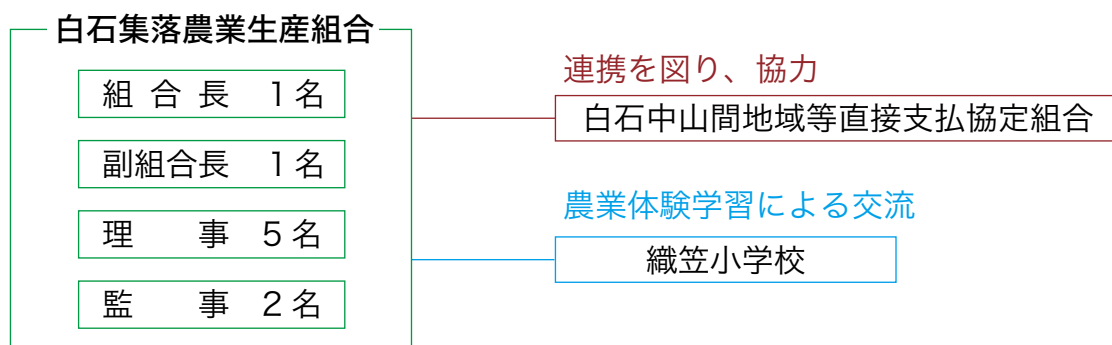 白石集落農業生産組合
組 合 長　1 名
副組合長　1 名
理　　事　5 名
監　　事　2 名
連携を図り、協力
白石中山間地域等直接支払協定組合
農業体験学習による交流
織笠小学校